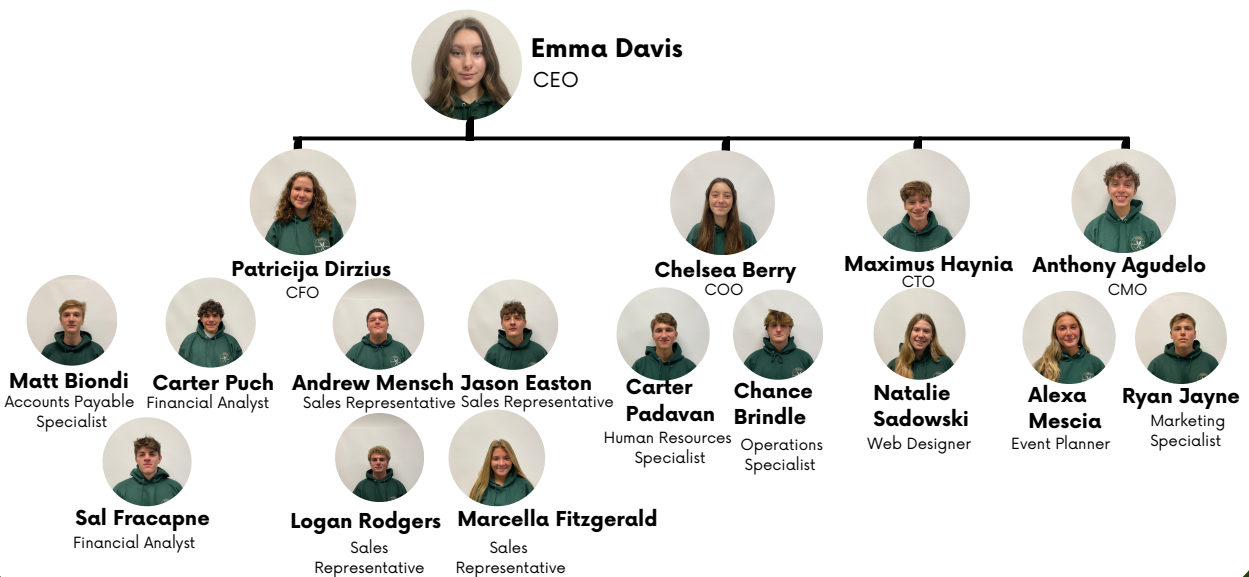 Emma Davis
CEO
Patricija Dirzius
CFO
Chelsea Berry
COO
Maximus Haynia
CTO
Anthony Agudelo
CMO
Matt Biondi
Accounts Payable
Specialist
Carter Puch
Financial Analyst
Andrew Mensch
Sales Representative
Jason Easton
Sales Representative
Carter
Padavan
Human Resources
Specialist
Chance
Brindle
Operations
Specialist
Natalie
Sadowski
Web Designer
Alexa
Mescia
Event Planner
Ryan Jayne
Marketing
Specialist
Sal Fracapne
Financial Analyst
Logan Rodgers
Sales
Representative
Marcella Fitzgerald
Sales
Representative